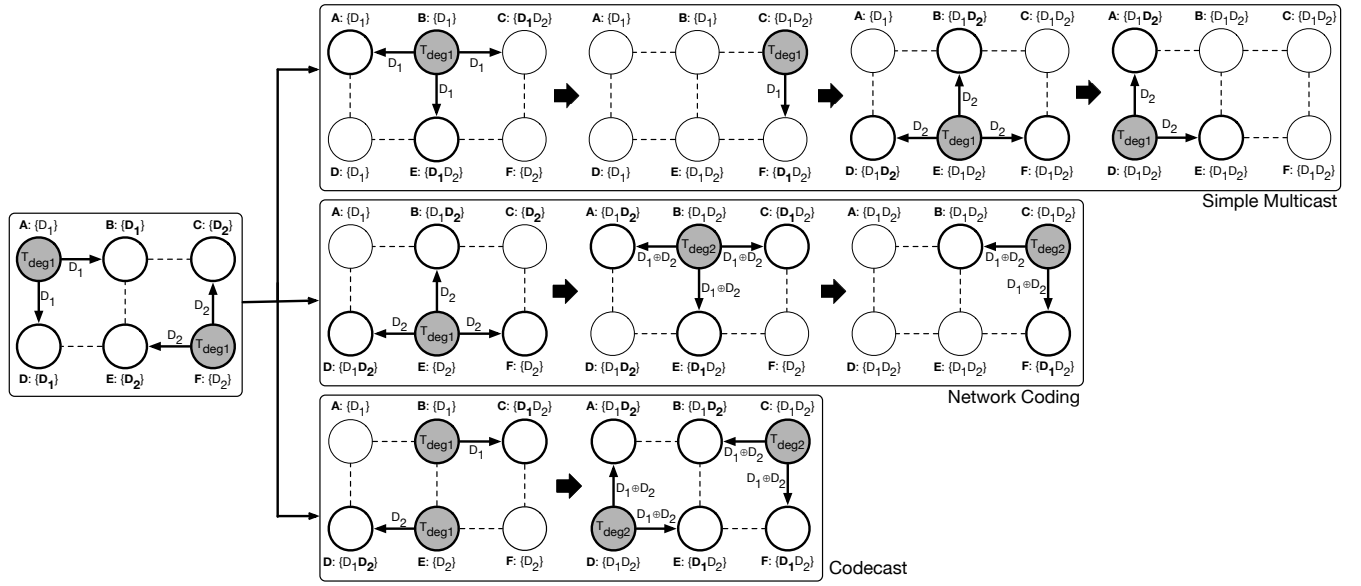 A: {D1} B: {D1} C: {D1D2}
Tdeg1
D1 D1
D1
D: {D1} E: {D1D2} F: {D2}
A: {D1} B: {D1} C: {D1D2}
Tdeg1
D1
D: {D1} E: {D1D2} F: {D1D2}
A: {D1} B: {D1D2} C: {D1D2}
D2
D2 Tdeg1 D2
D: {D1D2} E: {D1D2} F: {D1D2}
A: {D1D2} B: {D1D2} C: {D1D2}
D2
Tdeg1 D2
D: {D1D2} E: {D1D2} F: {D1D2}
Simple Multicast
A: {D1} B: {D1} C: {D2}
Tdeg1 D1
D1 D2
D2 Tdeg1
D: {D1} E: {D2} F: {D2}
A: {D1} B: {D1D2} C: {D2}
D2
D2 Tdeg1 D2
D: {D1D2} E: {D2} F: {D2}
A: {D1D2} B: {D1D2} C: {D1D2}
Tdeg2
D1⊕D2 D1⊕D2
D1⊕D2
D: {D1D2} E: {D1D2} F: {D2}
A: {D1D2} B: {D1D2} C: {D1D2}
Tdeg2
D1⊕D2
D1⊕D2
D: {D1D2} E: {D1D2} F: {D1D2}
Network Coding
A: {D1} B: {D1} C: {D1D2}
Tdeg1 D1
D2 Tdeg1
D: {D1D2} E: {D2} F: {D2}
A: {D1D2} B: {D1D2} C: {D1D2}
Tdeg2
D1⊕D2
D1⊕D2 D1⊕D2
Tdeg2 D1⊕D2
D: {D1D2} E: {D1D2} F: {D1D2}
Codecast